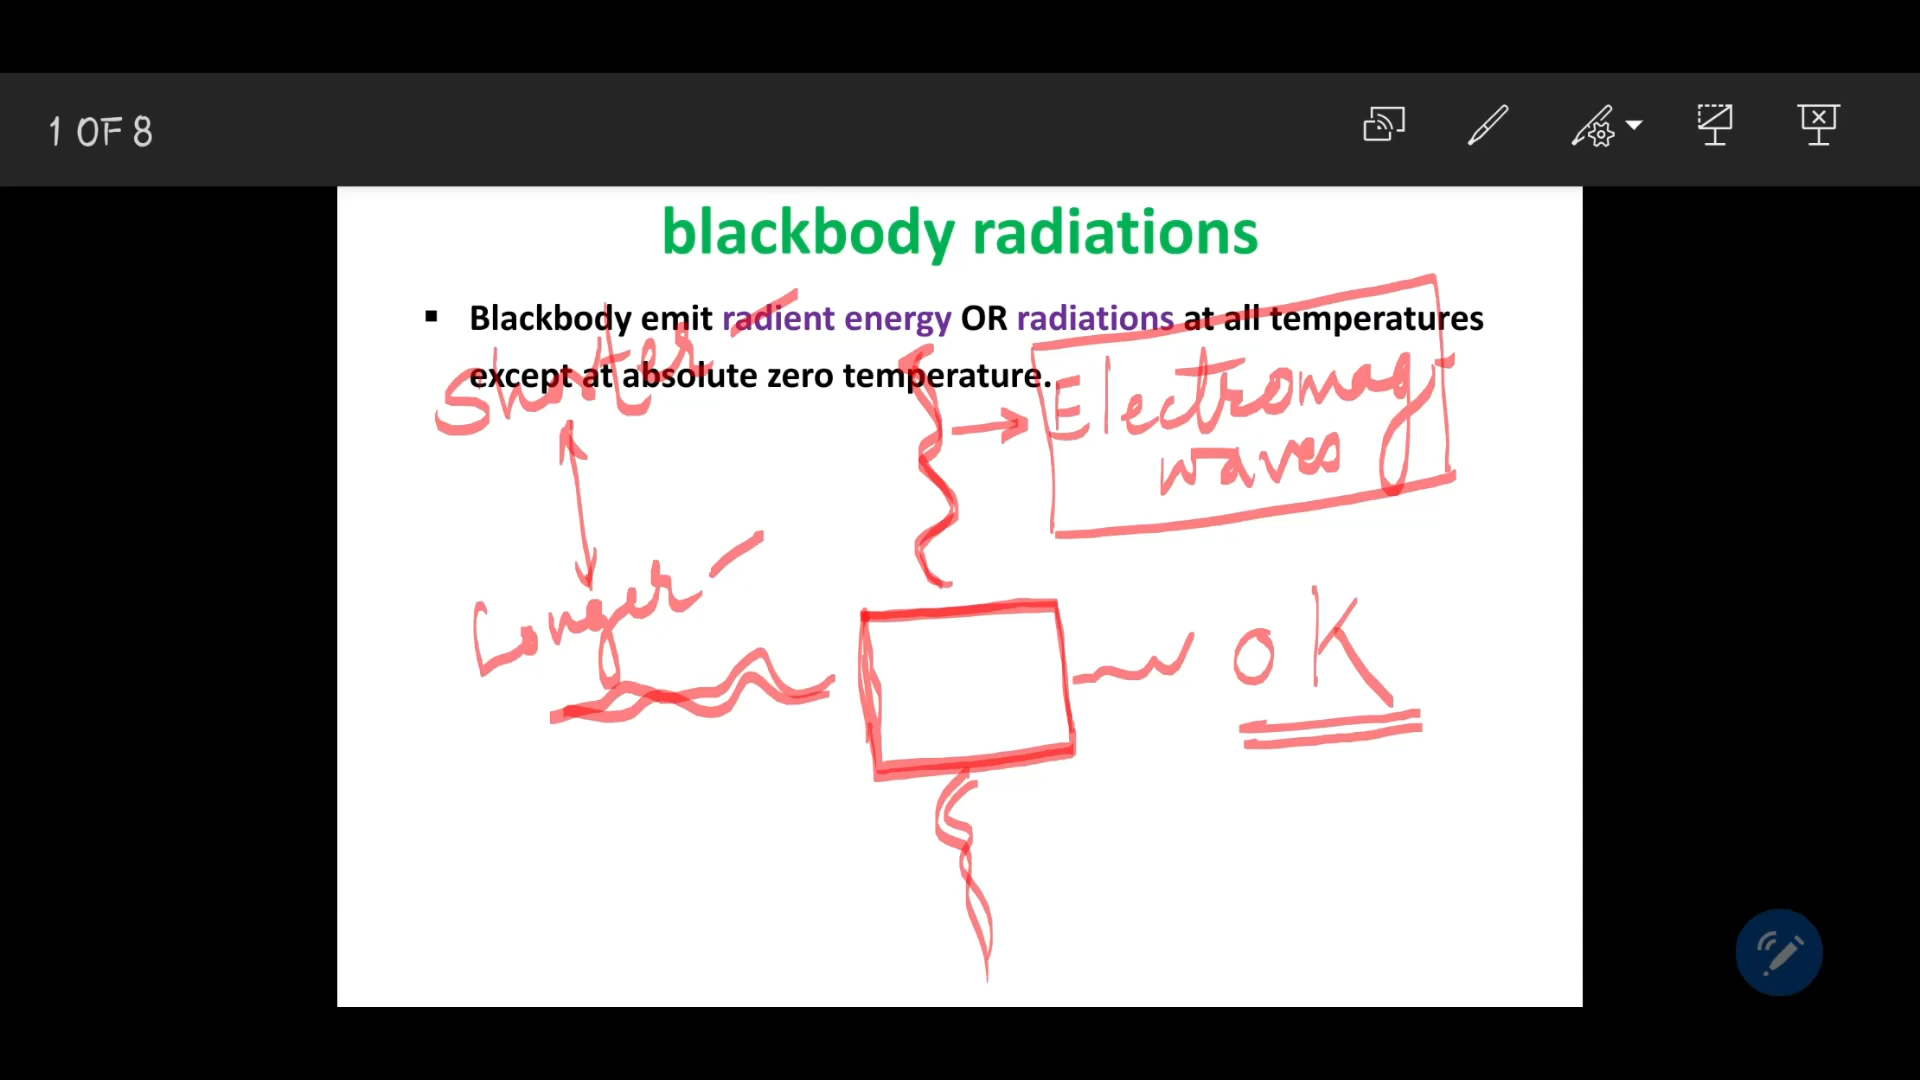 1 OF 8
blackbody radiations
▪ Blackbody emit radient energy OR radiations at all temperatures
except at absolute zero temperature.
Shorter -
Electromag -
waves
Longer -
0 K